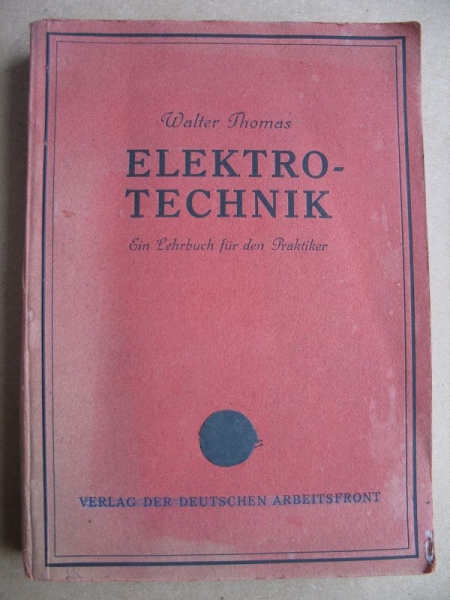 Walter Thomas
ELEKTRO-
TECHNIK
Ein Lehrbuch für den Praktiker
VERLAG DER DEUTSCHEN ARBEITSFRONT